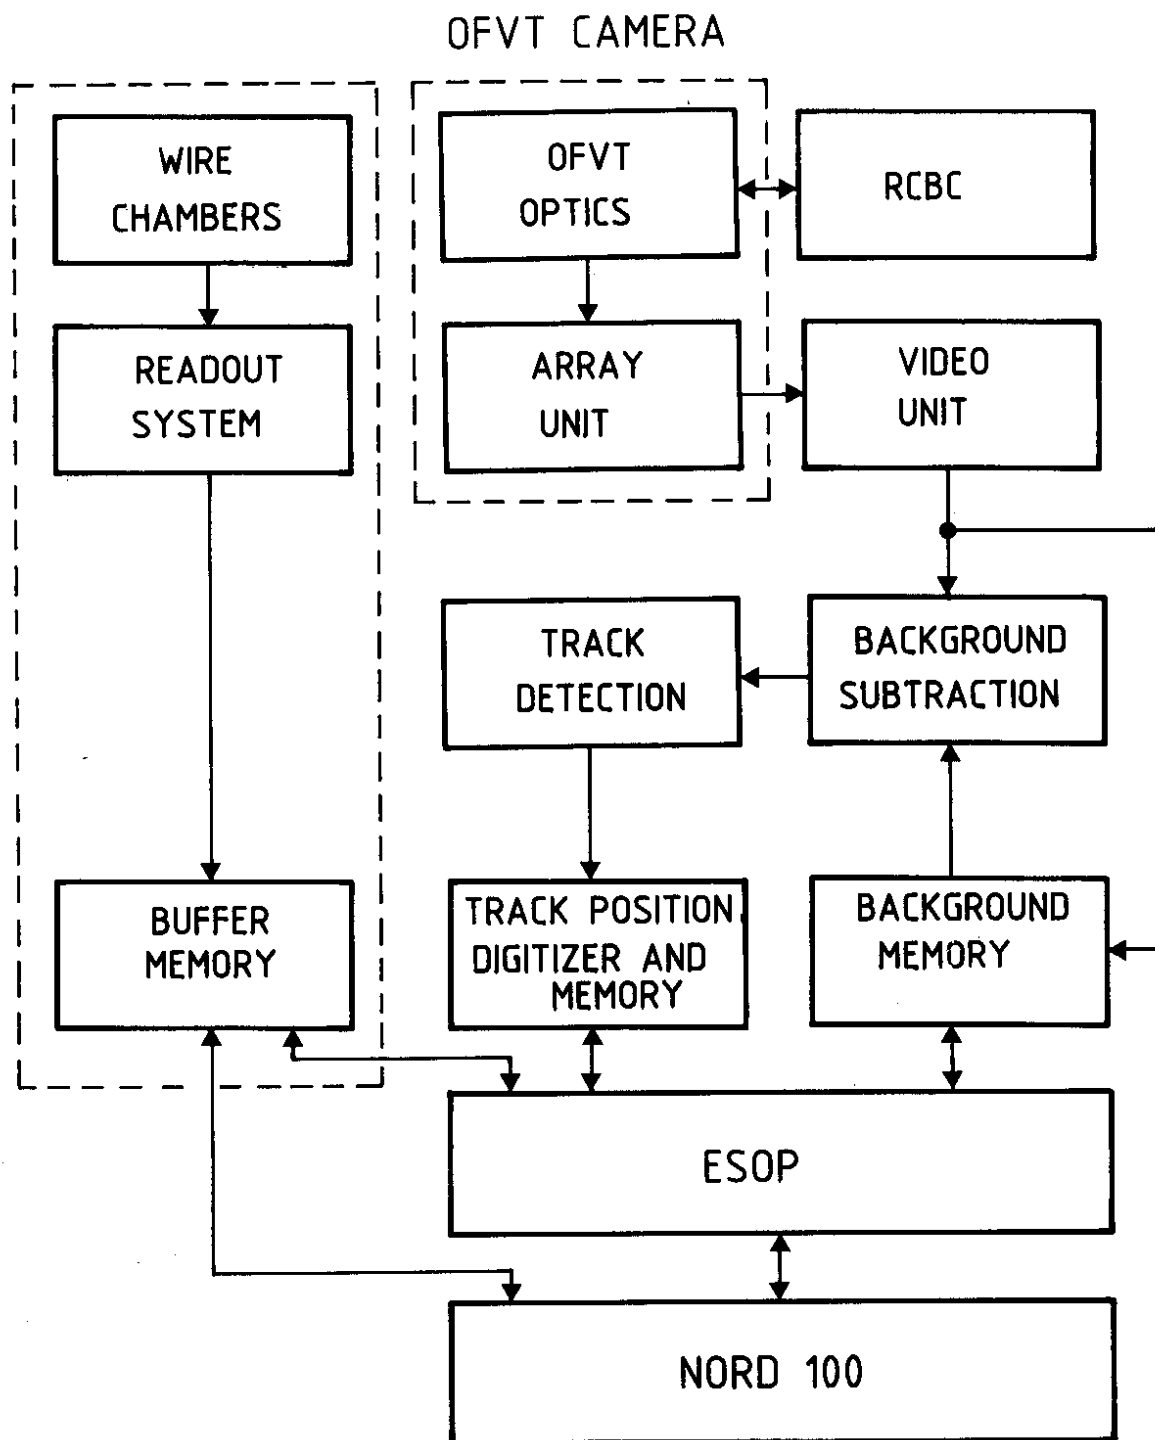 OFVT CAMERA
WIRE
CHAMBERS
OFVT
OPTICS
RCBC
READOUT
SYSTEM
ARRAY
UNIT
VIDEO
UNIT
TRACK
DETECTION
BACKGROUND
SUBTRACTION
BUFFER
MEMORY
TRACK POSITION
DIGITIZER AND
MEMORY
BACKGROUND
MEMORY
ESOP
NORD 100